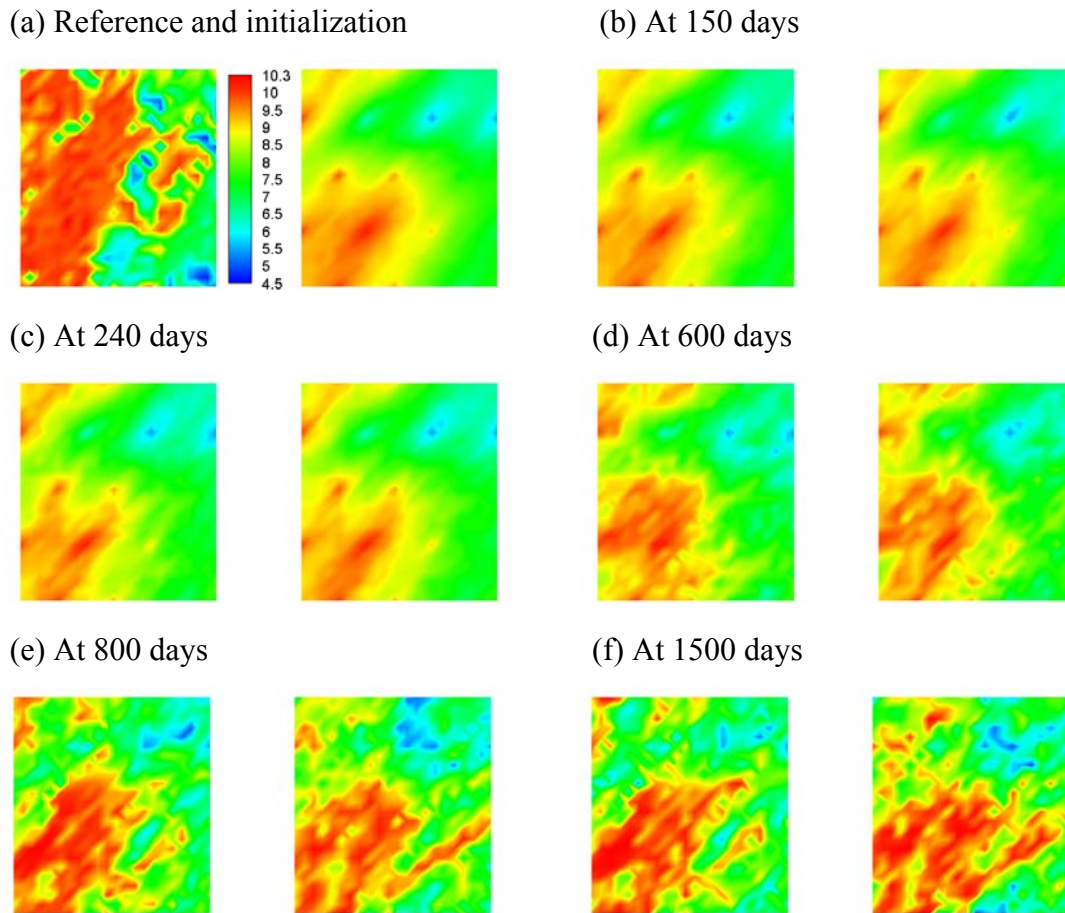 (a) Reference and initialization
(b) At 150 days
10.3
10
9.5
9
8.5
8
7.5
7
6.5
6
5.5
5
4.5
(c) At 240 days
(d) At 600 days
(e) At 800 days
(f) At 1500 days